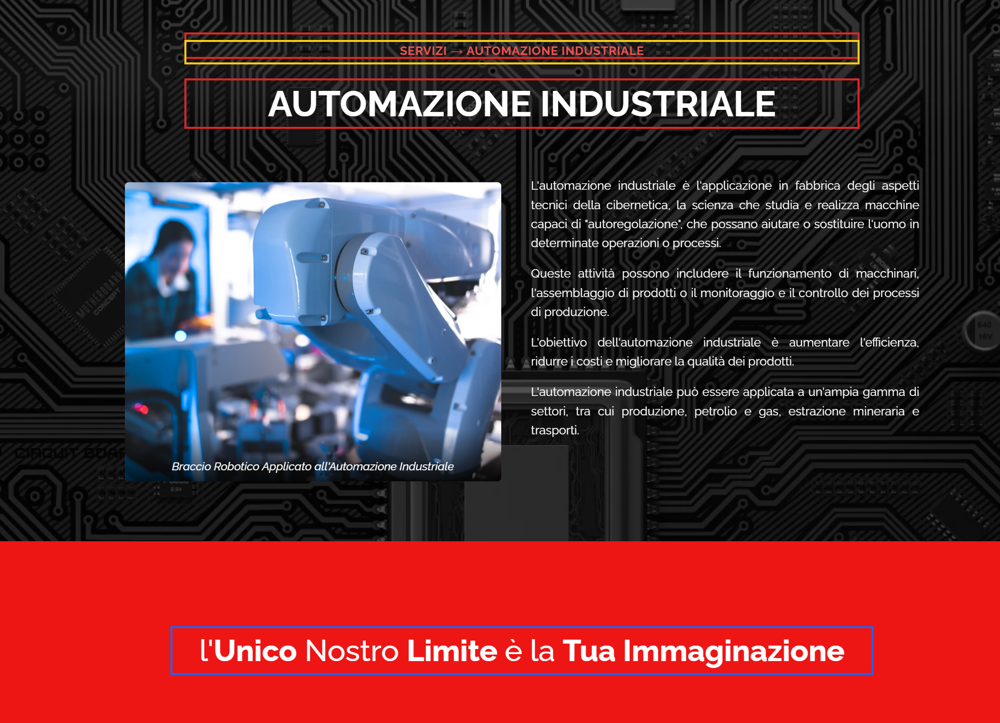 SERVIZI → AUTOMAZIONE INDUSTRIALE
AUTOMAZIONE INDUSTRIALE
L'automazione industriale è l'applicazione in fabbrica degli aspetti
tecnici della cibernetica, la scienza che studia e realizza macchine
capaci di "autoregolazione", che possano aiutare o sostituire l'uomo in
determinate operazioni o processi.
Queste attività possono includere il funzionamento di macchinari,
l'assemblaggio di prodotti o il monitoraggio e il controllo dei processi
di produzione.
L'obiettivo dell'automazione industriale è aumentare l'efficienza,
ridurre i costi e migliorare la qualità dei prodotti.
L'automazione industriale può essere applicata a un'ampia gamma di
settori, tra cui produzione, petrolio e gas, estrazione mineraria e
trasporti.
Braccio Robotico Applicato all'Automazione Industriale
MOTHERBOARD
CONCEPT
640
16V
l'Unico Nostro Limite è la Tua Immaginazione